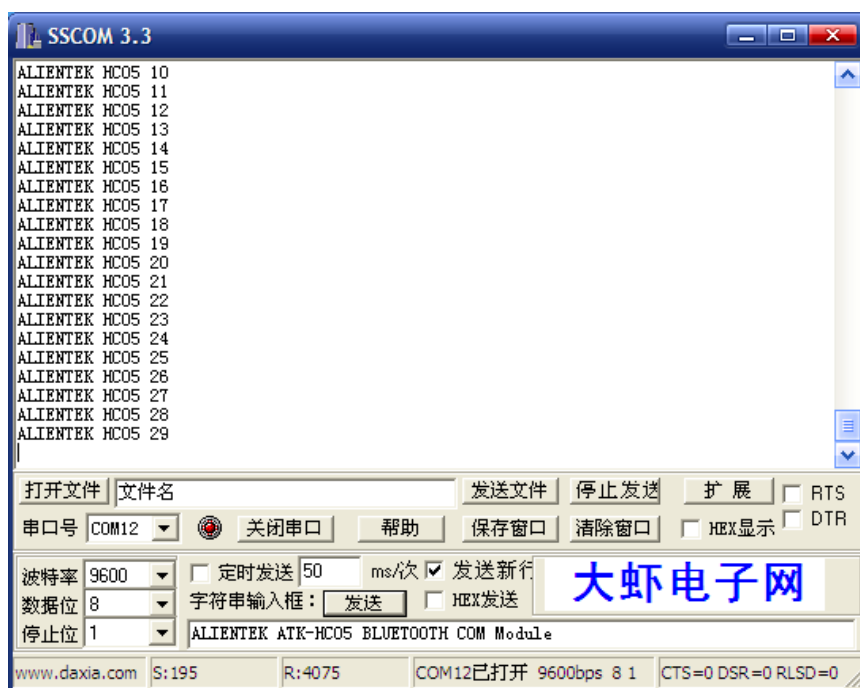 SSCOM 3.3
ALIENTEK HC05 10
ALIENTEK HC05 11
ALIENTEK HC05 12
ALIENTEK HC05 13
ALIENTEK HC05 14
ALIENTEK HC05 15
ALIENTEK HC05 16
ALIENTEK HC05 17
ALIENTEK HC05 18
ALIENTEK HC05 19
ALIENTEK HC05 20
ALIENTEK HC05 21
ALIENTEK HC05 22
ALIENTEK HC05 23
ALIENTEK HC05 24
ALIENTEK HC05 25
ALIENTEK HC05 26
ALIENTEK HC05 27
ALIENTEK HC05 28
ALIENTEK HC05 29
打开文件 文件名 发送文件 停止发送 扩 展 RTS
串口号 COM12 关闭串口 帮助 保存窗口 清除窗口 HEX显示 DTR
波特率 9600 定时发送 50 ms/次 发送新行 大虾电子网
数据位 8 字符串输入框： 发送 HEX发送
停止位 1 ALIENTEK ATK-HC05 BLUETOOTH COM Module
www.daxia.com S:195 R:4075 COM12已打开 9600bps 8 1 CTS=0 DSR=0 RLSD=0